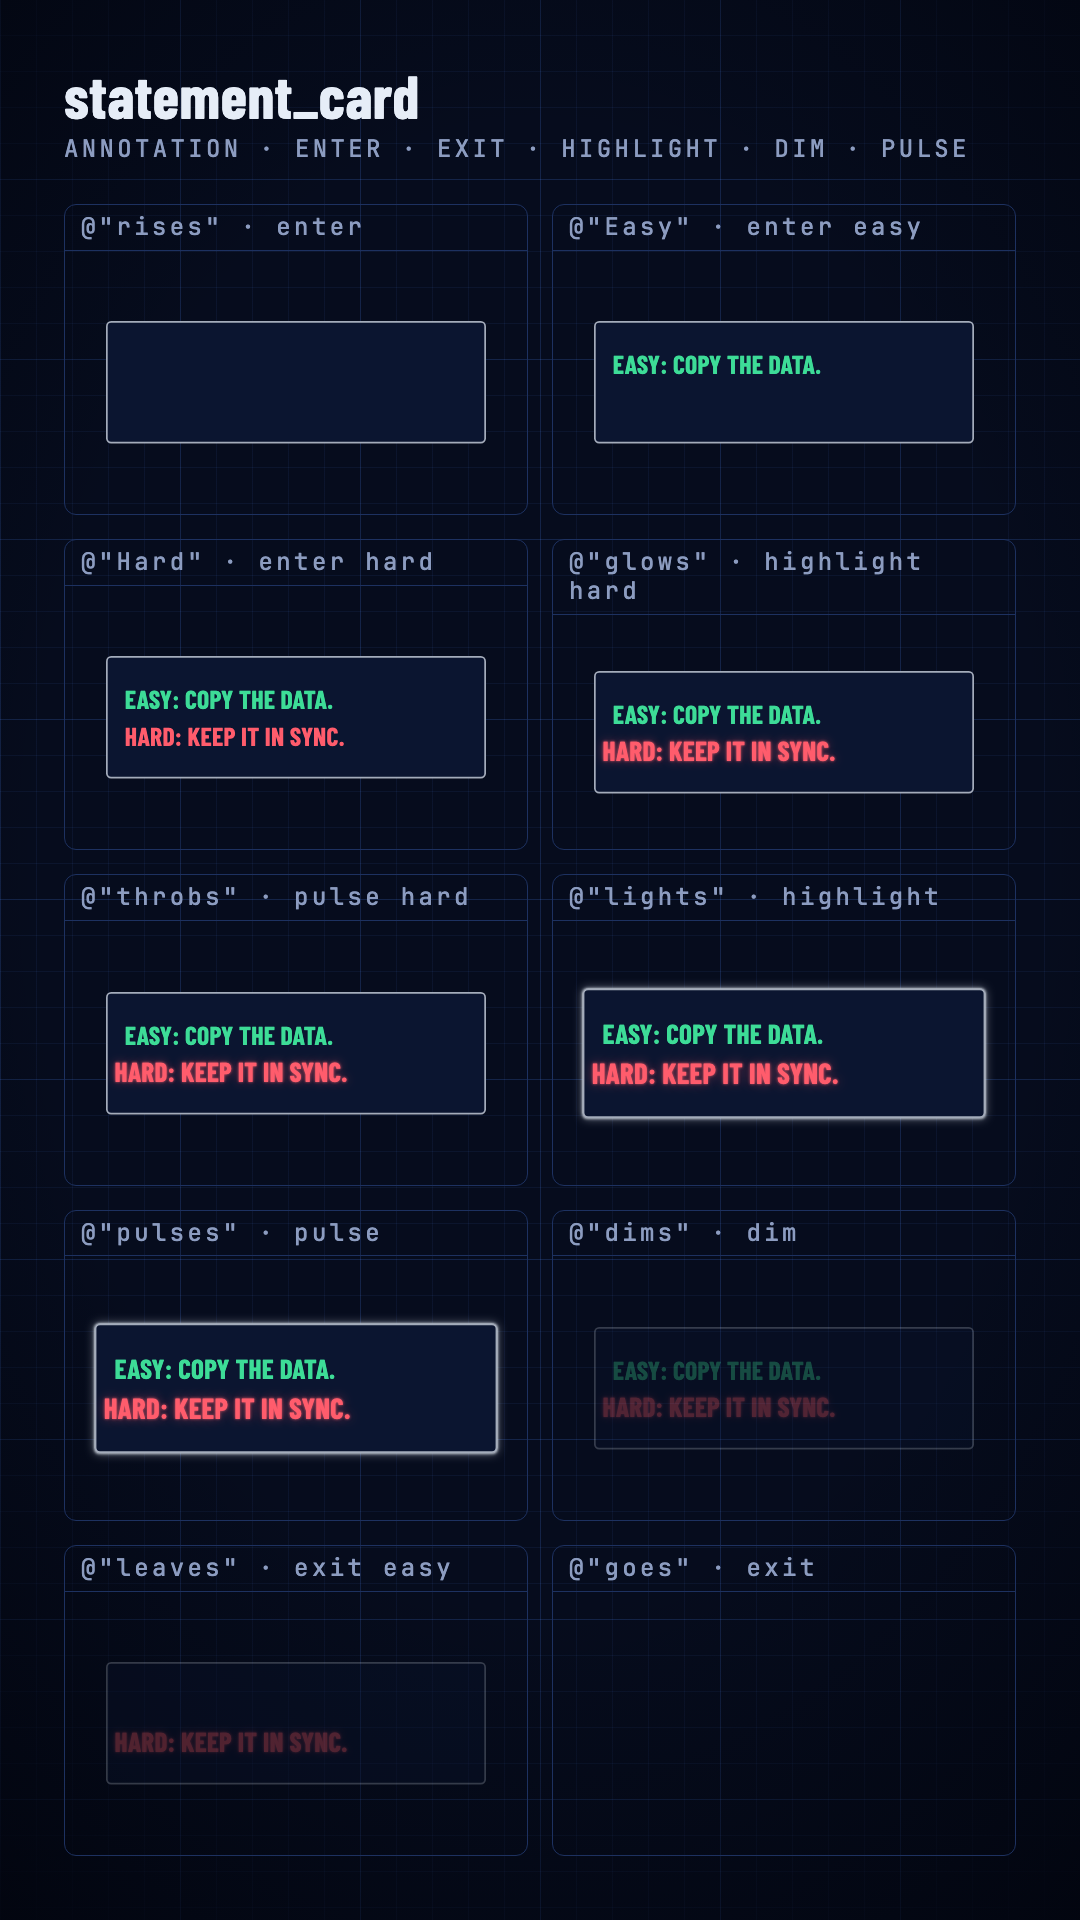 statement_card
ANNOTATION · ENTER · EXIT · HIGHLIGHT · DIM · PULSE
@"rises" · enter
@"Easy" · enter easy
EASY: COPY THE DATA.
@"Hard" · enter hard
EASY: COPY THE DATA.
HARD: KEEP IT IN SYNC.
@"glows" · highlight
hard
EASY: COPY THE DATA.
HARD: KEEP IT IN SYNC.
@"throbs" · pulse hard
EASY: COPY THE DATA.
HARD: KEEP IT IN SYNC.
@"lights" · highlight
EASY: COPY THE DATA.
HARD: KEEP IT IN SYNC.
@"pulses" · pulse
EASY: COPY THE DATA.
HARD: KEEP IT IN SYNC.
@"dims" · dim
EASY: COPY THE DATA.
HARD: KEEP IT IN SYNC.
@"leaves" · exit easy
HARD: KEEP IT IN SYNC.
@"goes" · exit